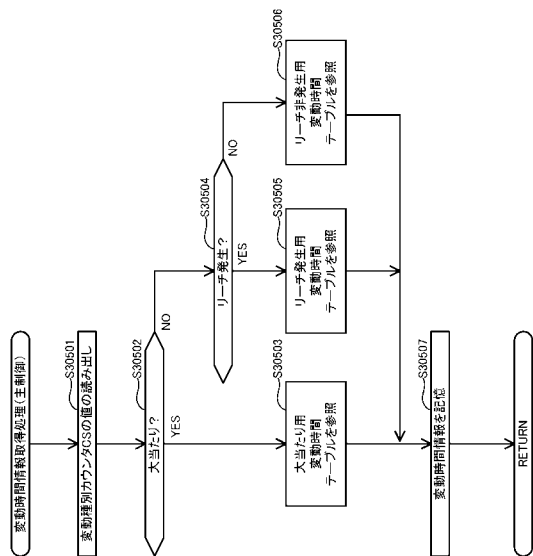 変動時間情報取得処理(主制御)
S30501
変動種別カウンタCSの値の読み出し
S30502
大当たり?
NO
YES
S30504
リーチ発生?
NO
YES
S30503
大当たり用
変動時間
テーブルを参照
S30505
リーチ発生用
変動時間
テーブルを参照
S30506
リーチ非発生用
変動時間
テーブルを参照
S30507
変動時間情報を記憶
RETURN